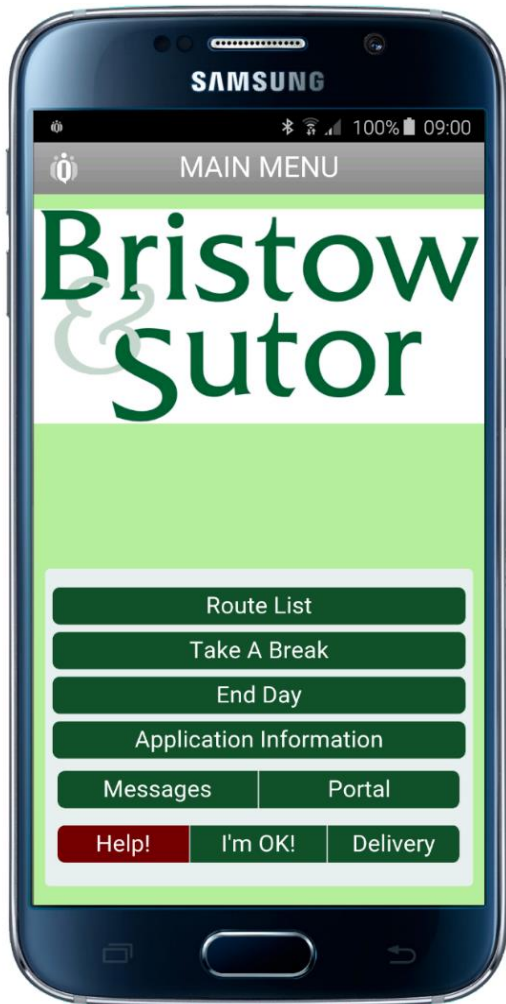 SAMSUNG
100% 09:00
MAIN MENU
Bristow
& Sutor
Route List
Take A Break
End Day
Application Information
Messages Portal
Help! I'm OK! Delivery